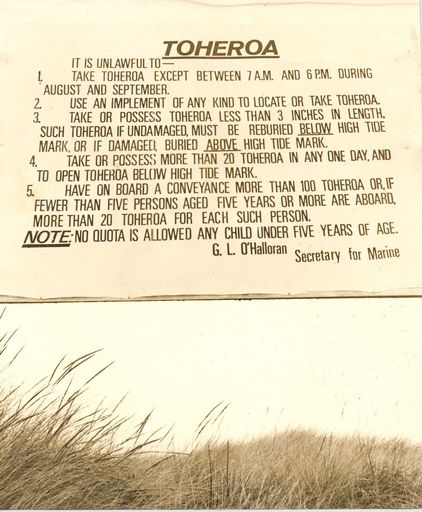 TOHEROA
IT IS UNLAWFUL TO—
1. TAKE TOHEROA EXCEPT BETWEEN 7 A.M. AND 6 P.M. DURING
AUGUST AND SEPTEMBER.
2. USE AN IMPLEMENT OF ANY KIND TO LOCATE OR TAKE TOHEROA.
3. TAKE OR POSSESS TOHEROA LESS THAN 3 INCHES IN LENGTH.
SUCH TOHEROA IF UNDAMAGED, MUST BE REBURIED BELOW HIGH TIDE
MARK, OR IF DAMAGED, BURIED ABOVE HIGH TIDE MARK.
4. TAKE OR POSSESS MORE THAN 20 TOHEROA IN ANY ONE DAY, AND
TO OPEN TOHEROA BELOW HIGH TIDE MARK.
5. HAVE ON BOARD A CONVEYANCE MORE THAN 100 TOHEROA OR, IF
FEWER THAN FIVE PERSONS AGED FIVE YEARS OR MORE ARE ABOARD,
MORE THAN 20 TOHEROA FOR EACH SUCH PERSON.
NOTE:-NO QUOTA IS ALLOWED ANY CHILD UNDER FIVE YEARS OF AGE.
G. L. O'Halloran Secretary for Marine